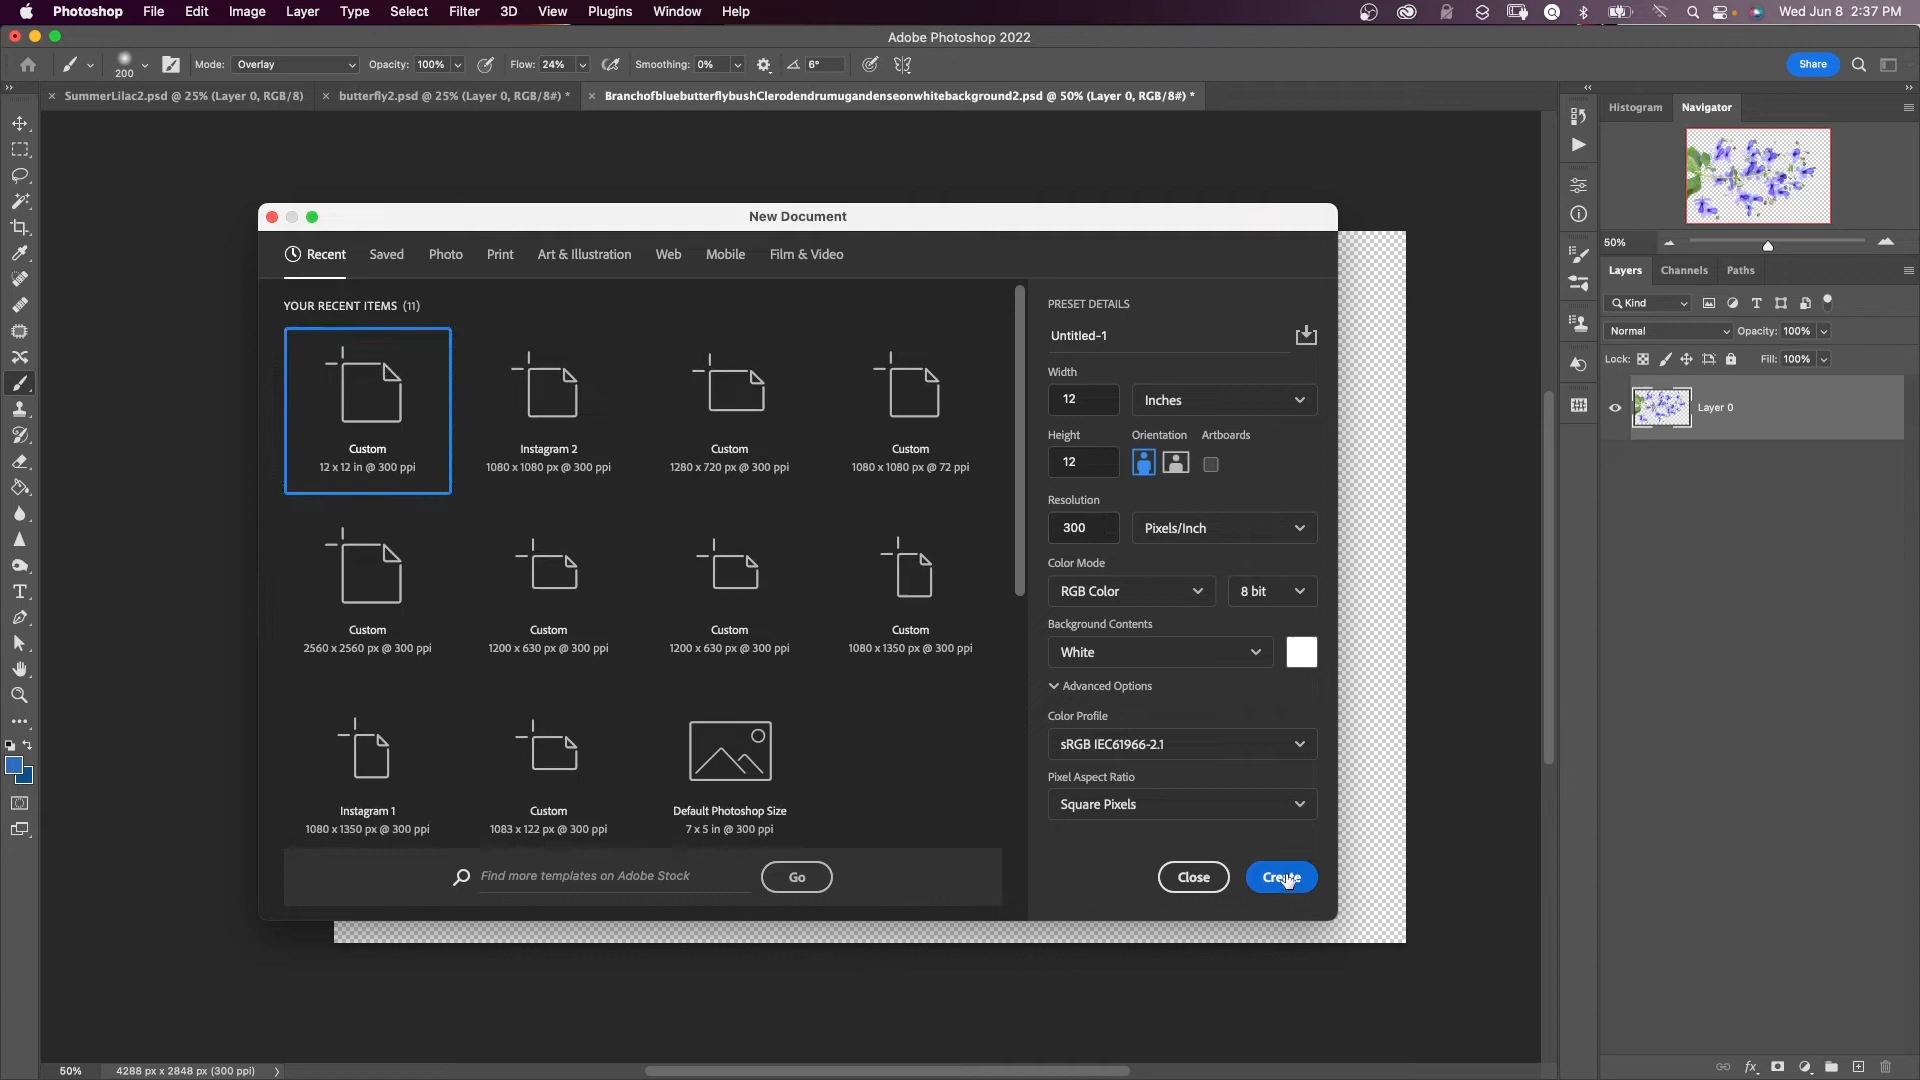 Photoshop File Edit Image Layer Type Select Filter 3D View Plugins Window Help Wed Jun 8 2:37 PM
Adobe Photoshop 2022
200 Mode: Overlay Opacity: 100% Flow: 24% Smoothing: 0% 6° Share
SummerLilac2.psd @ 25% (Layer 0, RGB/8) butterfly2.psd @ 25% (Layer 0, RGB/8#) * BranchofbluebutterflybushClerodendrumugandenseonwhitebackground2.psd @ 50% (Layer 0, RGB/8#) *
Histogram Navigator
New Document
Recent Saved Photo Print Art & Illustration Web Mobile Film & Video
YOUR RECENT ITEMS (11)
Custom Instagram 2 Custom Custom
12 x 12 in @ 300 ppi 1080 x 1080 px @ 300 ppi 1280 x 720 px @ 300 ppi 1080 x 1080 px @ 72 ppi
Custom Custom Custom Custom
2560 x 2560 px @ 300 ppi 1200 x 630 px @ 300 ppi 1200 x 630 px @ 300 ppi 1080 x 1350 px @ 300 ppi
Instagram 1 Custom Default Photoshop Size
1080 x 1350 px @ 300 ppi 1083 x 122 px @ 300 ppi 7 x 5 in @ 300 ppi
Find more templates on Adobe Stock Go
PRESET DETAILS
Untitled-1
Width
12 Inches
Height Orientation Artboards
12
Resolution
300 Pixels/Inch
Color Mode
RGB Color 8 bit
Background Contents
White
Advanced Options
Color Profile
sRGB IEC61966-2.1
Pixel Aspect Ratio
Square Pixels
Close Create
50%
Layers Channels Paths
Kind
Normal Opacity: 100%
Lock: Fill: 100%
Layer 0
T
fx
50% 4288 px x 2848 px (300 ppi)